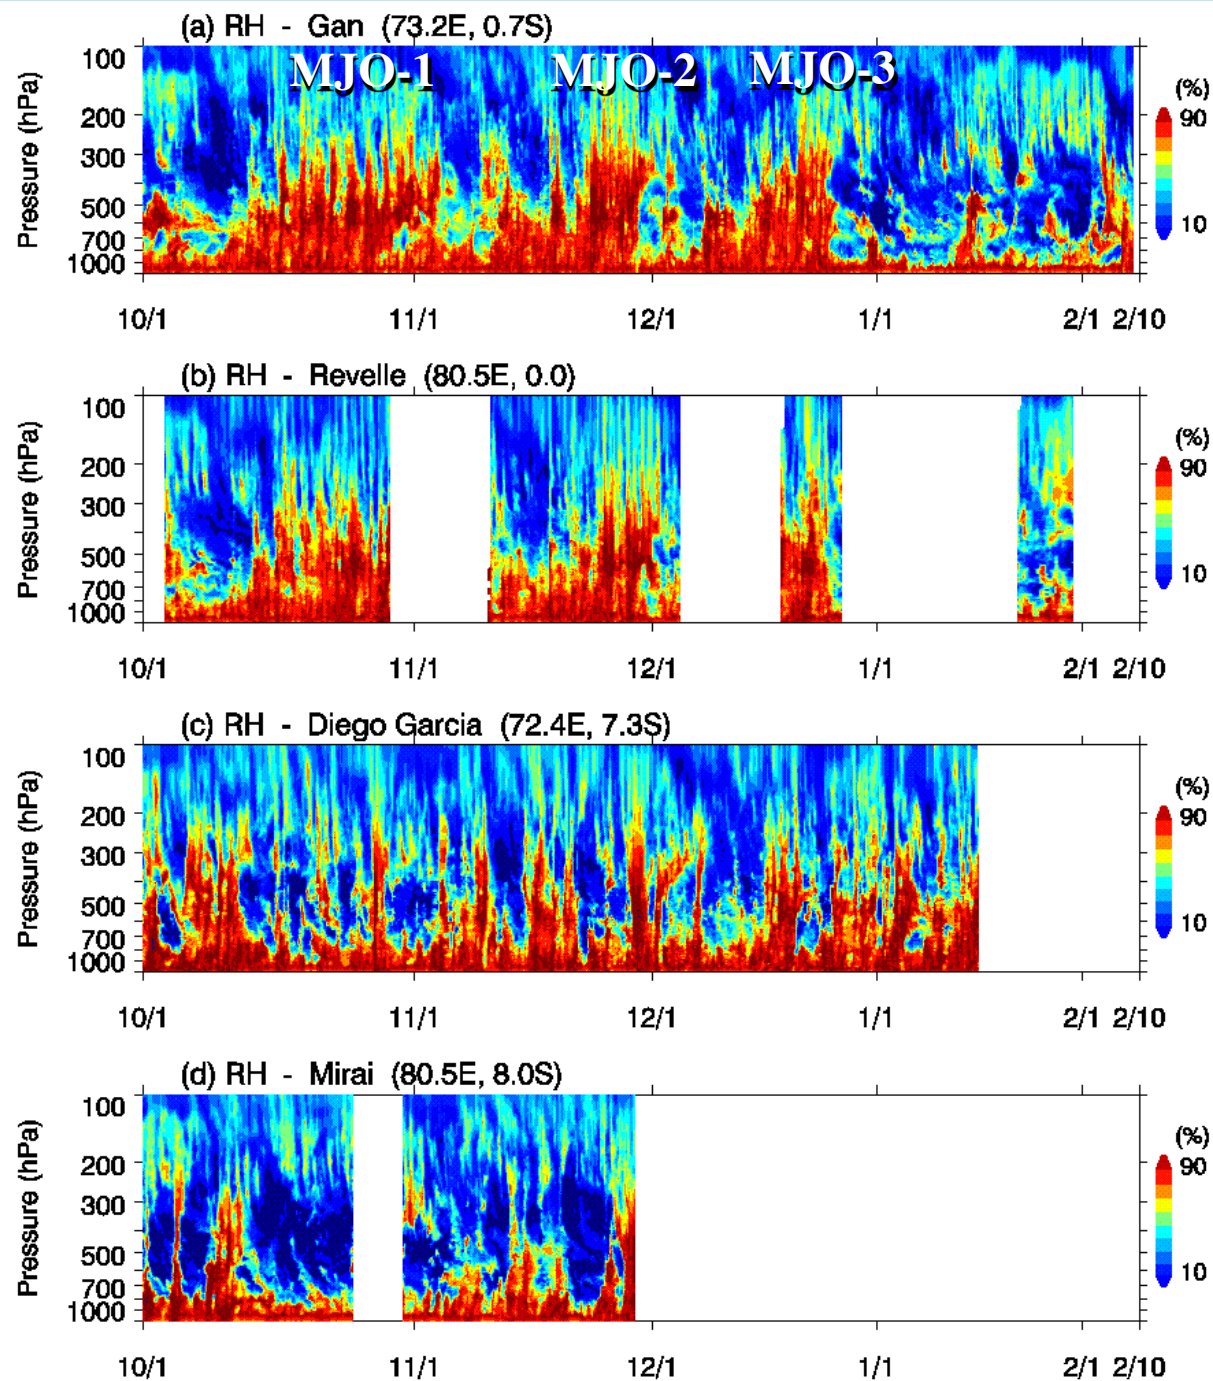 (a) RH - Gan (73.2E, 0.7S)
MJO-1 MJO-2 MJO-3
Pressure (hPa)
100
200
300
500
700
1000
(%)
90
10
10/1 11/1 12/1 1/1 2/1 2/10
(b) RH - Revelle (80.5E, 0.0)
Pressure (hPa)
100
200
300
500
700
1000
(%)
90
10
10/1 11/1 12/1 1/1 2/1 2/10
(c) RH - Diego Garcia (72.4E, 7.3S)
Pressure (hPa)
100
200
300
500
700
1000
(%)
90
10
10/1 11/1 12/1 1/1 2/1 2/10
(d) RH - Mirai (80.5E, 8.0S)
Pressure (hPa)
100
200
300
500
700
1000
(%)
90
10
10/1 11/1 12/1 1/1 2/1 2/10